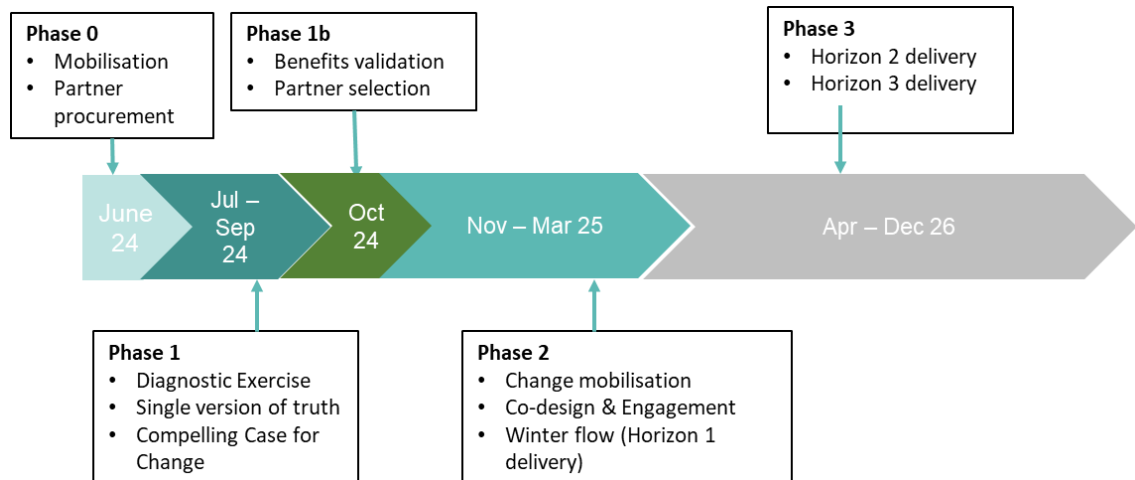 Phase 0
• Mobilisation
• Partner
procurement
Phase 1b
• Benefits validation
• Partner selection
Phase 3
• Horizon 2 delivery
• Horizon 3 delivery
June
24
Jul –
Sep
24
Oct
24
Nov – Mar 25
Apr – Dec 26
Phase 1
• Diagnostic Exercise
• Single version of truth
• Compelling Case for
Change
Phase 2
• Change mobilisation
• Co-design & Engagement
• Winter flow (Horizon 1
delivery)